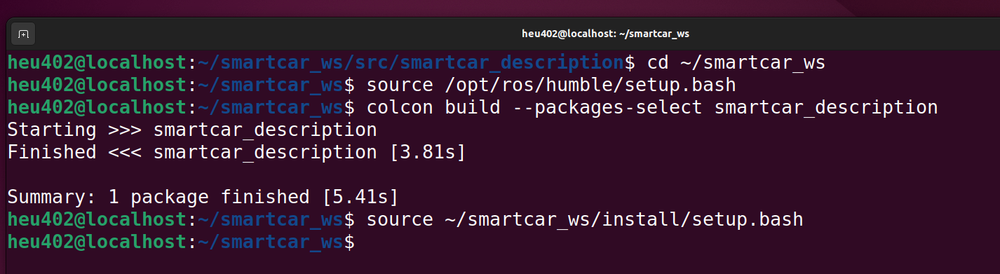 heu402@localhost: ~/smartcar_ws
heu402@localhost:~/smartcar_ws/src/smartcar_description$ cd ~/smartcar_ws
heu402@localhost:~/smartcar_ws$ source /opt/ros/humble/setup.bash
heu402@localhost:~/smartcar_ws$ colcon build --packages-select smartcar_description
Starting >>> smartcar_description
Finished <<< smartcar_description [3.81s]
Summary: 1 package finished [5.41s]
heu402@localhost:~/smartcar_ws$ source ~/smartcar_ws/install/setup.bash
heu402@localhost:~/smartcar_ws$